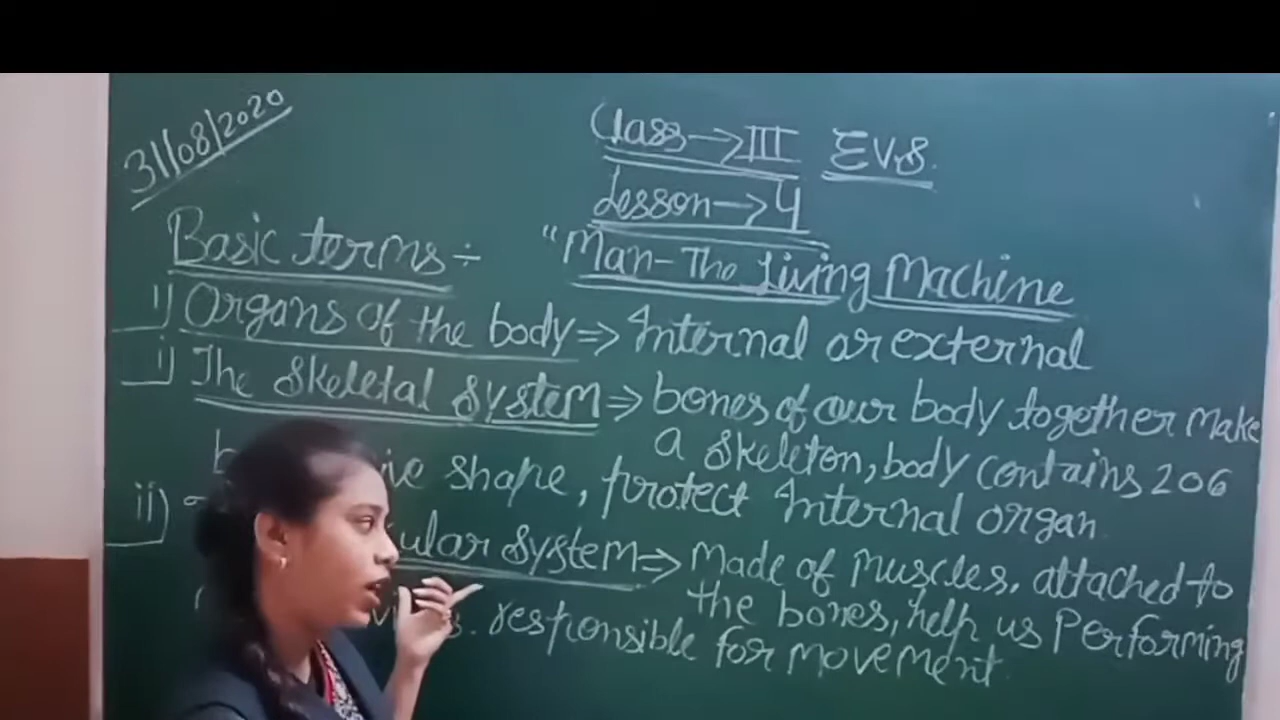 31/08/2020
Class→III EVS.
Lesson→4
Basic terms÷ "Man-The Living Machine
1) Organs of the body⇒ Internal or external
i) The Skeletal System⇒ bones of our body together make
a skeleton, body contains 206
shape, protect Internal organ
ii) System⇒ Made of Muscles, attached to
the bones, help us Performing
responsible for movement.